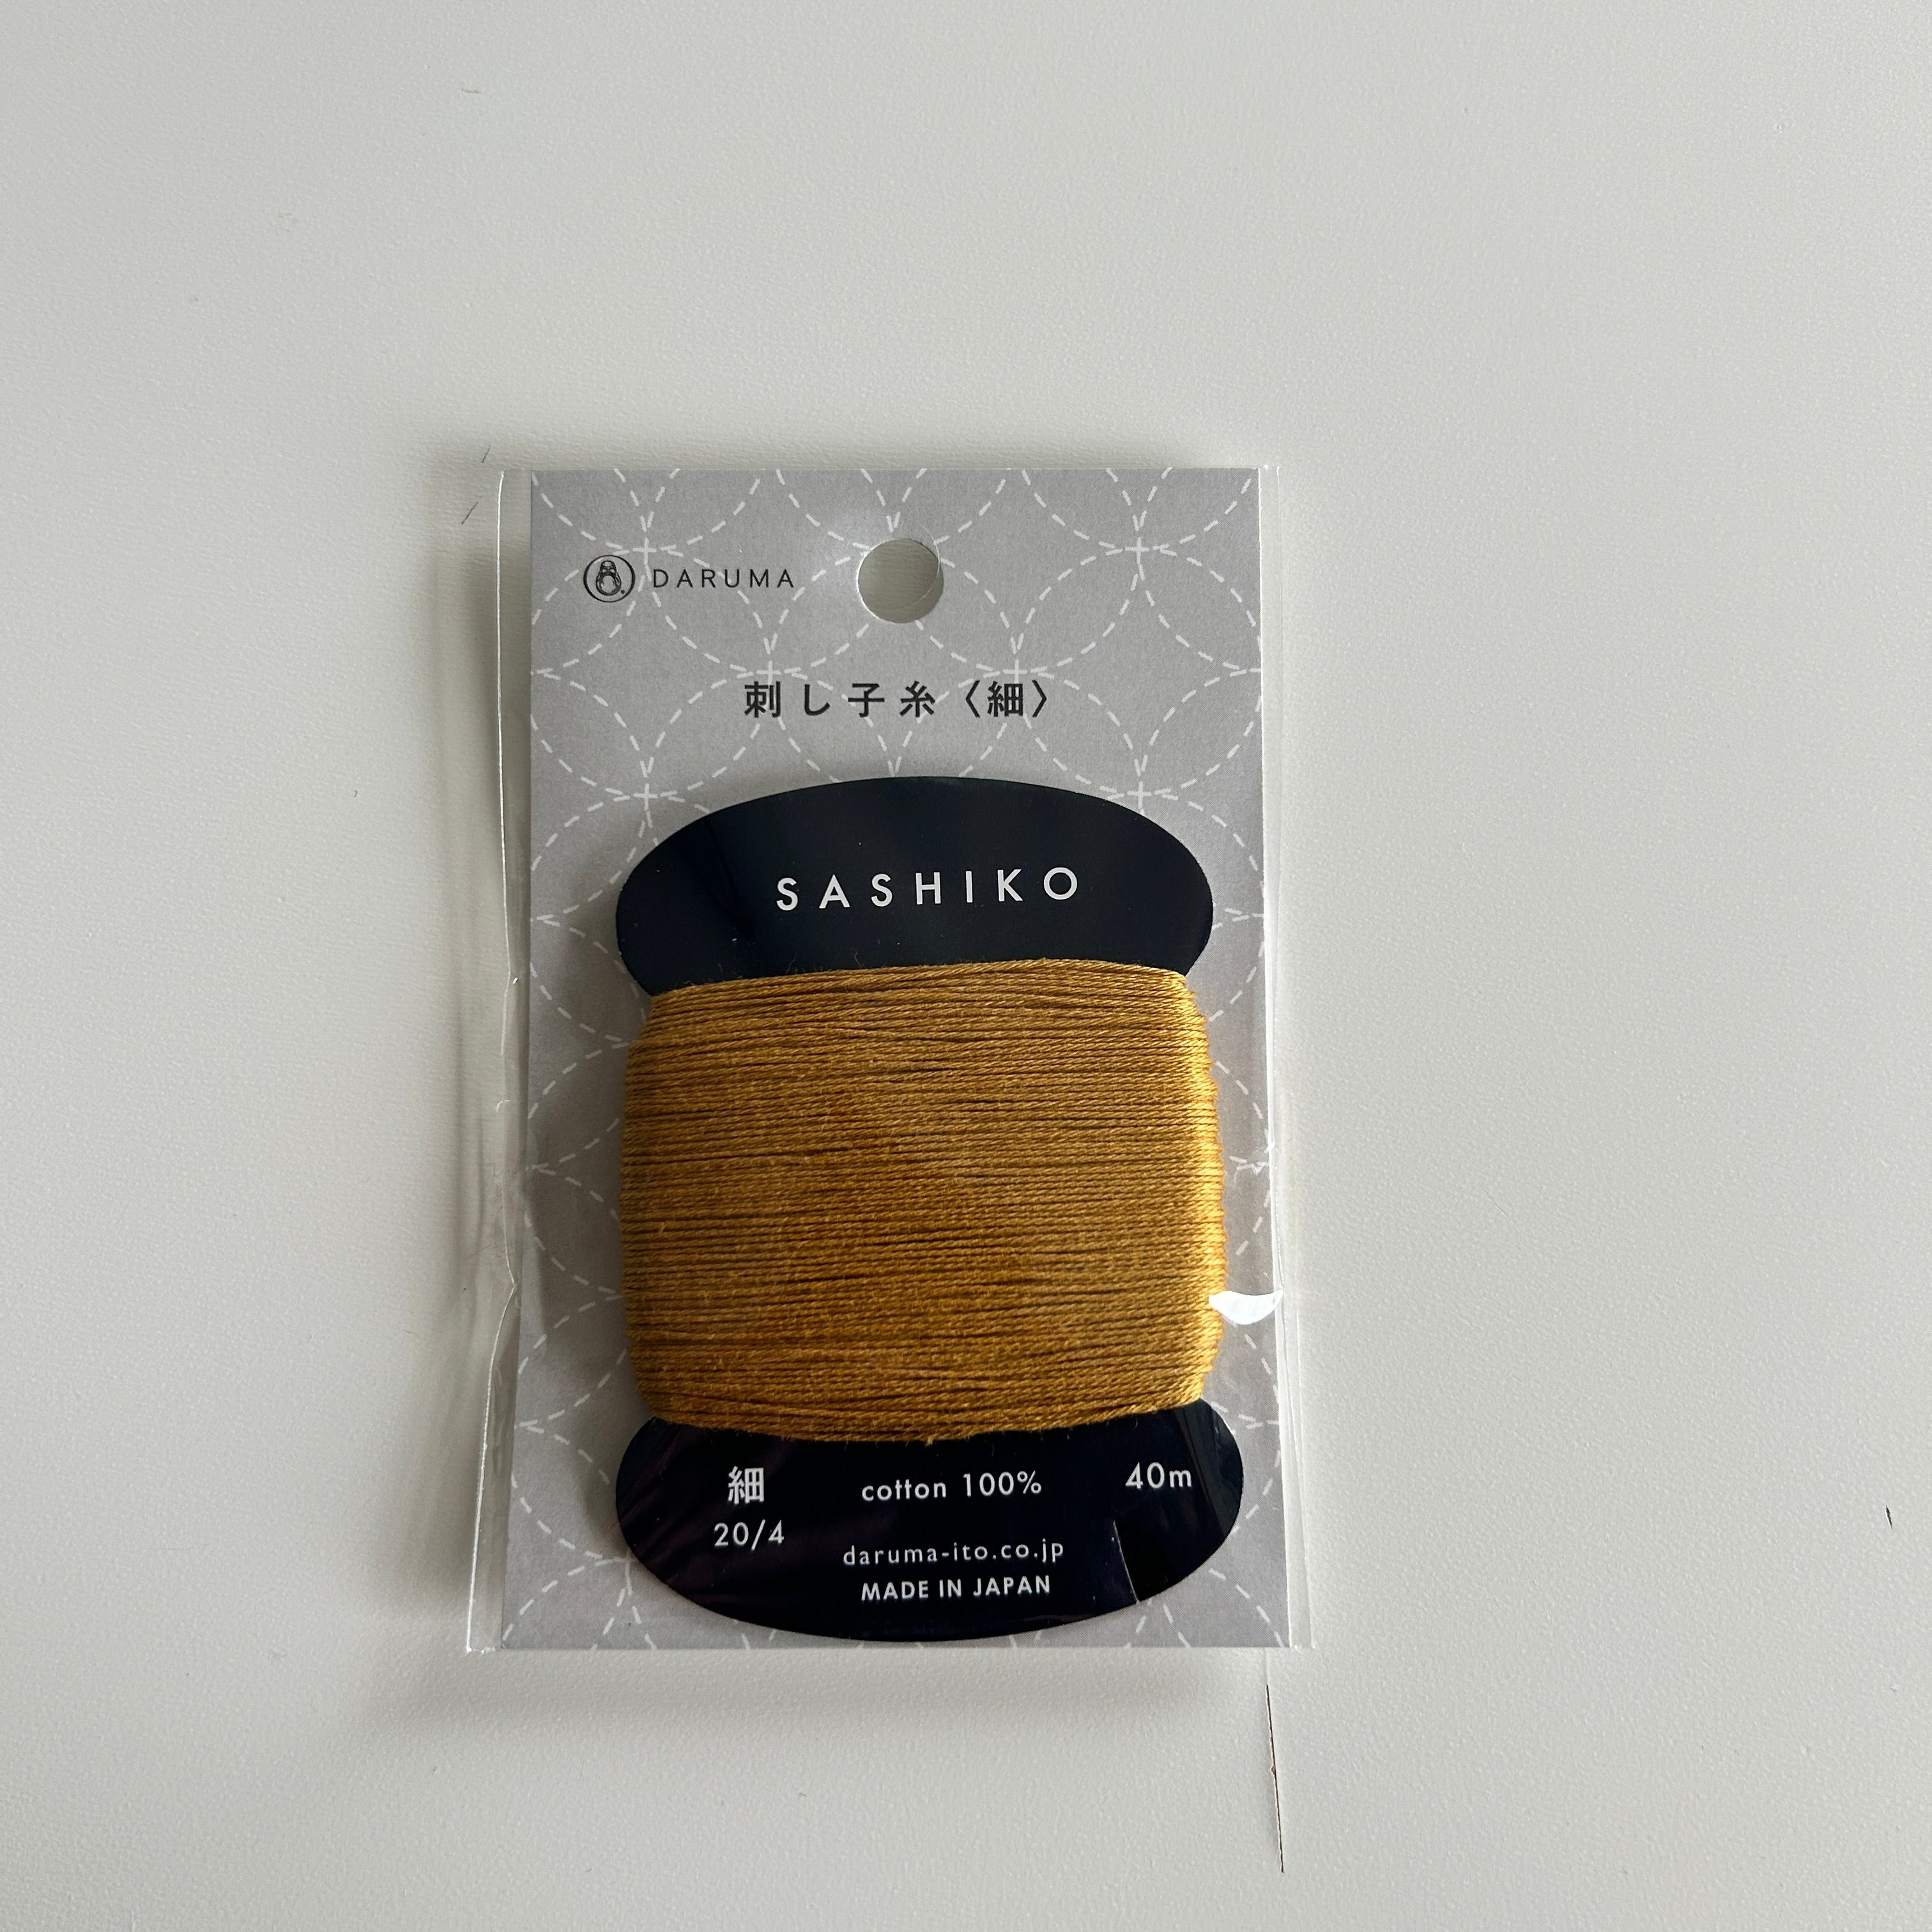 DARUMA
刺し子糸〈細〉
SASHIKO
細 cotton 100% 40m
20/4
daruma-ito.co.jp
MADE IN JAPAN